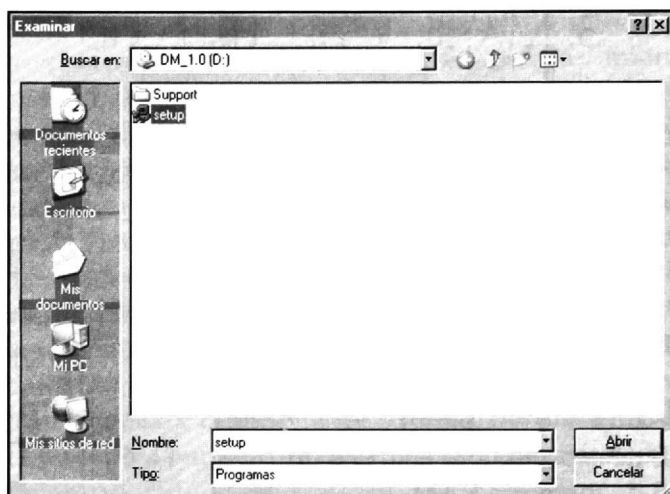 Examinar
Buscar en: DM_1.0 (D:)
Support
setup
Documentos
recientes
Escritorio
Mis
documentos
Mi PC
Mis sitios de red
Nombre: setup Abrir
Tipo: Programas Cancelar